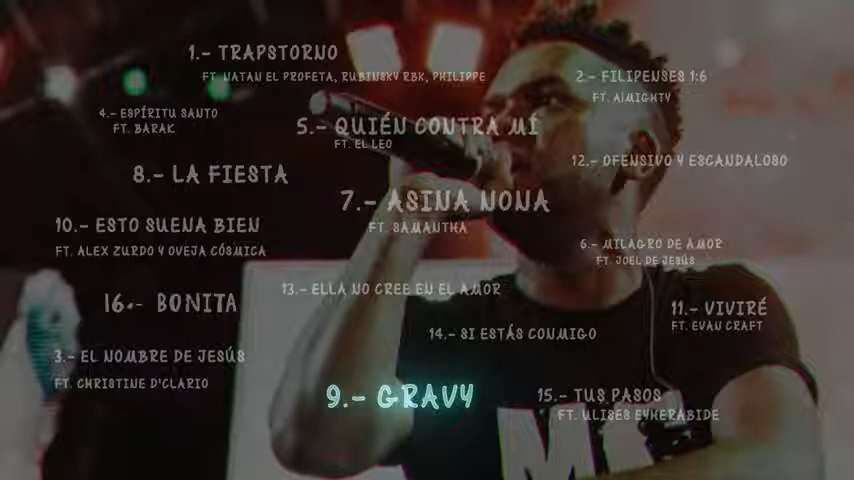 1.- TRAPSTORNO
FT. NATAN EL PROFETA, RUBINSKY RBK, PHILIPPE
2.- FILIPENSES 1:6
FT. ALMIGHTY
4.- ESPÍRITU SANTO
FT. BARAK
5.- QUIÉN CONTRA MÍ
FT. EL LEO
12.- OFENSIVO Y ESCANDALOSO
8.- LA FIESTA
7.- ASINA NONA
FT. SAMANTHA
10.- ESTO SUENA BIEN
FT. ALEX ZURDO Y OVEJA CÓSMICA
6.- MILAGRO DE AMOR
FT. JOEL DE JESÚS
13.- ELLA NO CREE EN EL AMOR
16.- BONITA
11.- VIVIRÉ
FT. EVAN CRAFT
14.- SI ESTÁS CONMIGO
3.- EL NOMBRE DE JESÚS
FT. CHRISTINE D'CLARIO
9.- GRAVY
15.- TUS PASOS
FT. ULISES EYHERABIDE